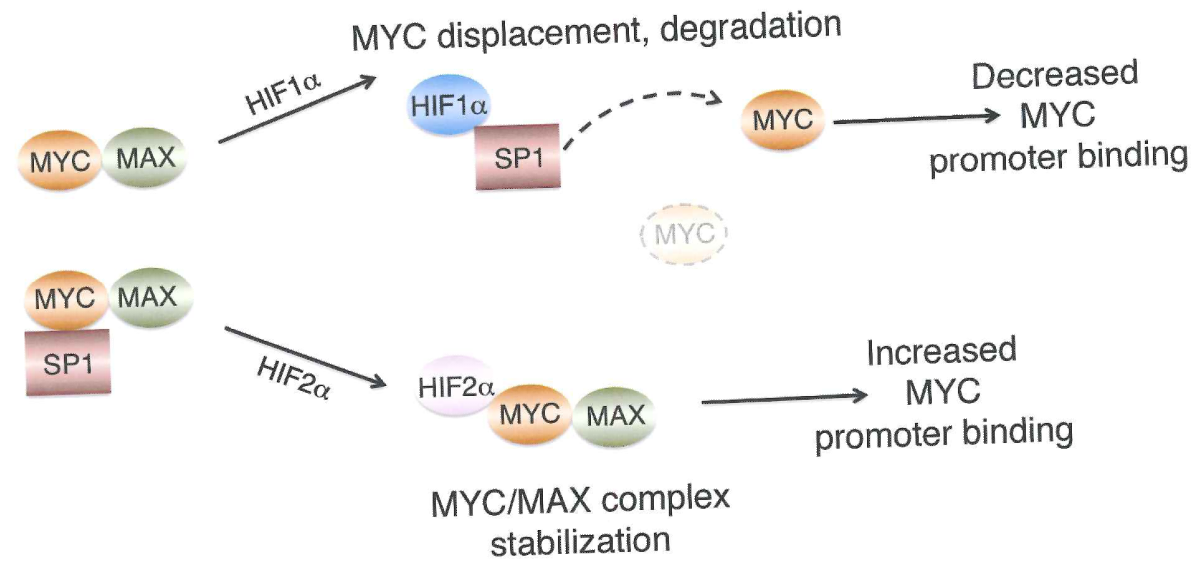 MYC displacement, degradation
HIF1α
MYC MAX
HIF1α
SP1
MYC
Decreased
MYC
promoter binding
MYC
MYC MAX
SP1
HIF2α
HIF2α
MYC MAX
Increased
MYC
promoter binding
MYC/MAX complex
stabilization